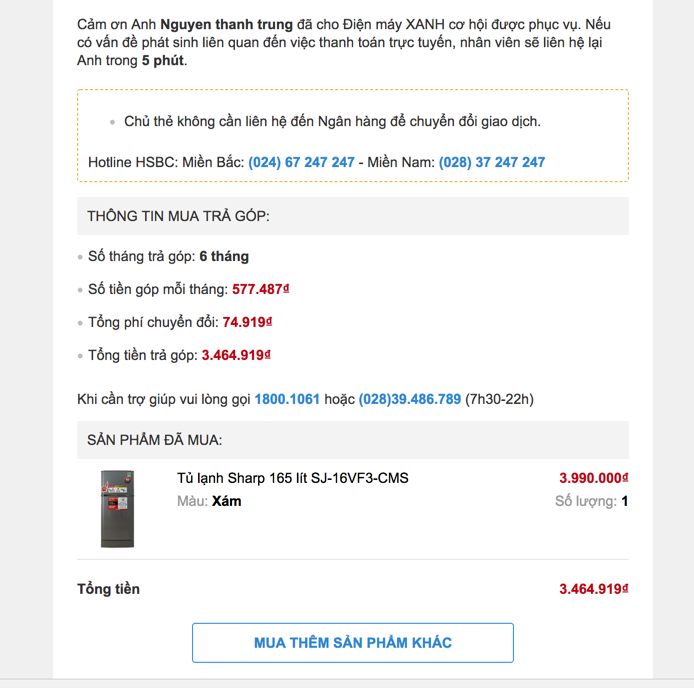 Cảm ơn Anh Nguyen thanh trung đã cho Điện máy XANH cơ hội được phục vụ. Nếu
có vấn đề phát sinh liên quan đến việc thanh toán trực tuyến, nhân viên sẽ liên hệ lại
Anh trong 5 phút.
Chủ thẻ không cần liên hệ đến Ngân hàng để chuyển đổi giao dịch.
Hotline HSBC: Miền Bắc: (024) 67 247 247 - Miền Nam: (028) 37 247 247
THÔNG TIN MUA TRẢ GÓP:
Số tháng trả góp: 6 tháng
Số tiền góp mỗi tháng: 577.487₫
Tổng phí chuyển đổi: 74.919₫
Tổng tiền trả góp: 3.464.919₫
Khi cần trợ giúp vui lòng gọi 1800.1061 hoặc (028)39.486.789 (7h30-22h)
SẢN PHẨM ĐÃ MUA:
Tủ lạnh Sharp 165 lít SJ-16VF3-CMS 3.990.000₫
Màu: Xám Số lượng: 1
Tổng tiền 3.464.919₫
MUA THÊM SẢN PHẨM KHÁC